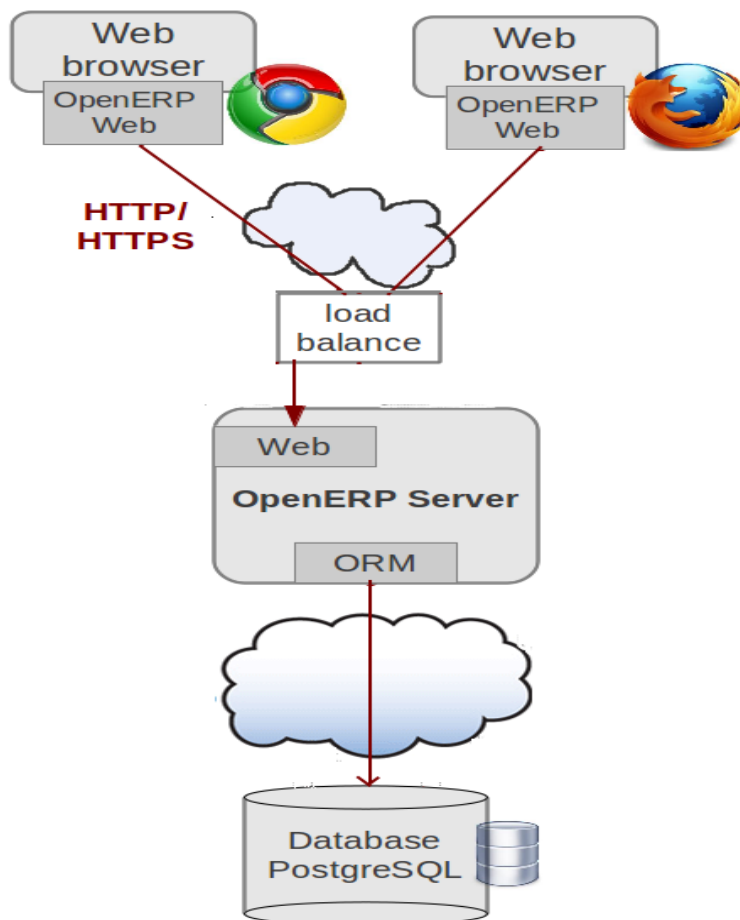 Web
browser
OpenERP
Web
Web
browser
OpenERP
Web
HTTP/
HTTPS
load
balance
Web
OpenERP Server
ORM
Database
PostgreSQL